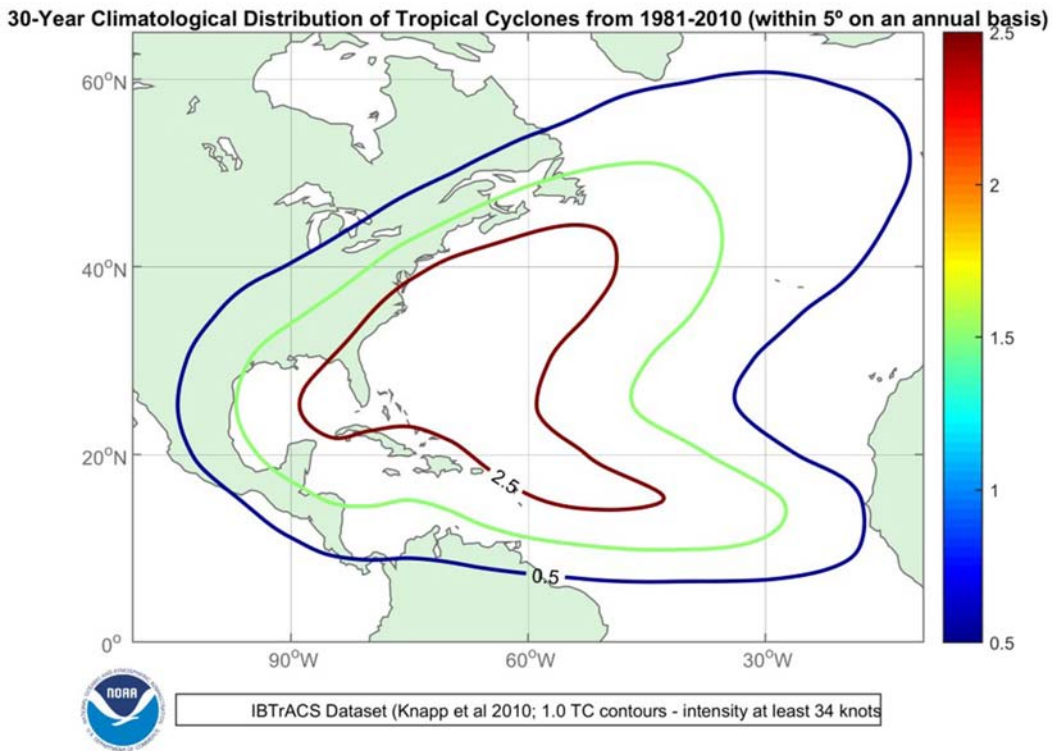 30-Year Climatological Distribution of Tropical Cyclones from 1981-2010 (within 5º on an annual basis)
2.5
60ºN
2
40ºN
1.5
20ºN
2.5
1
0.5
0º
0.5
90ºW
60ºW
30ºW
NOAA
IBTrACS Dataset (Knapp et al 2010; 1.0 TC contours - intensity at least 34 knots